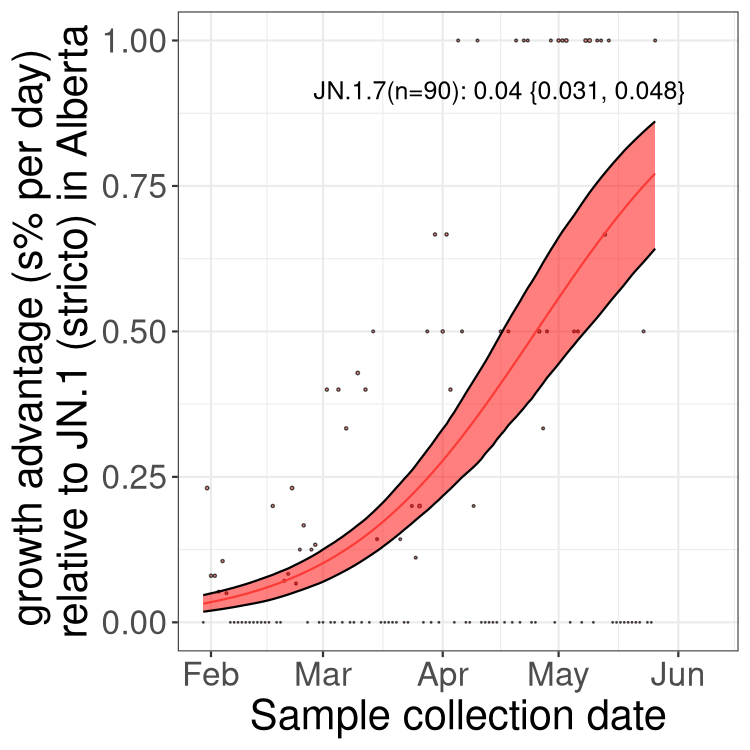 growth advantage (s% per day)
relative to JN.1 (stricto) in Alberta
1.00
0.75
0.50
0.25
0.00
JN.1.7(n=90): 0.04 {0.031, 0.048}
Feb Mar Apr May Jun
Sample collection date